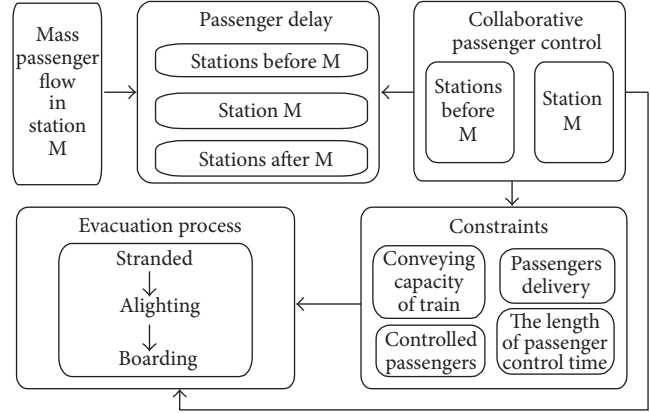 Mass
passenger
flow
in
station
M
Passenger delay
Stations before M
Station M
Stations after M
Collaborative
passenger control
Stations
before
M
Station
M
Evacuation process
Stranded
Alighting
Boarding
Constraints
Conveying
capacity
of train
Passengers
delivery
Controlled
passengers
The length
of passenger
control time